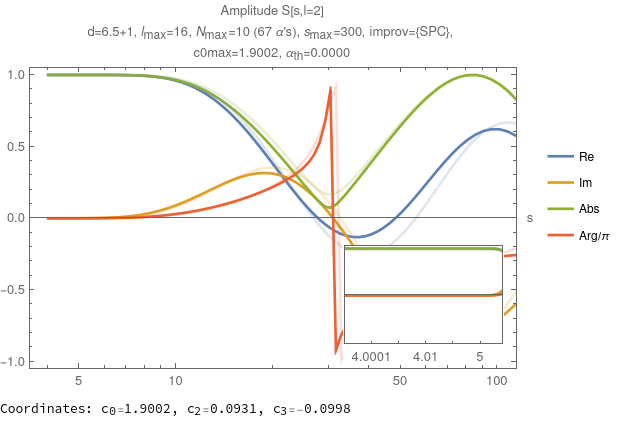 Amplitude S[s,l=2]
d=6.5+1, lmax=16, Nmax=10 (67 α's), smax=300, improv={SPC},
c0max=1.9002, αth=0.0000
1.0
0.5
0.0
−0.5
−1.0
5
10
50
100
s
4.0001
4.01
5
Re
Im
Abs
Arg/π
Coordinates: c0=1.9002, c2=0.0931, c3=-0.0998